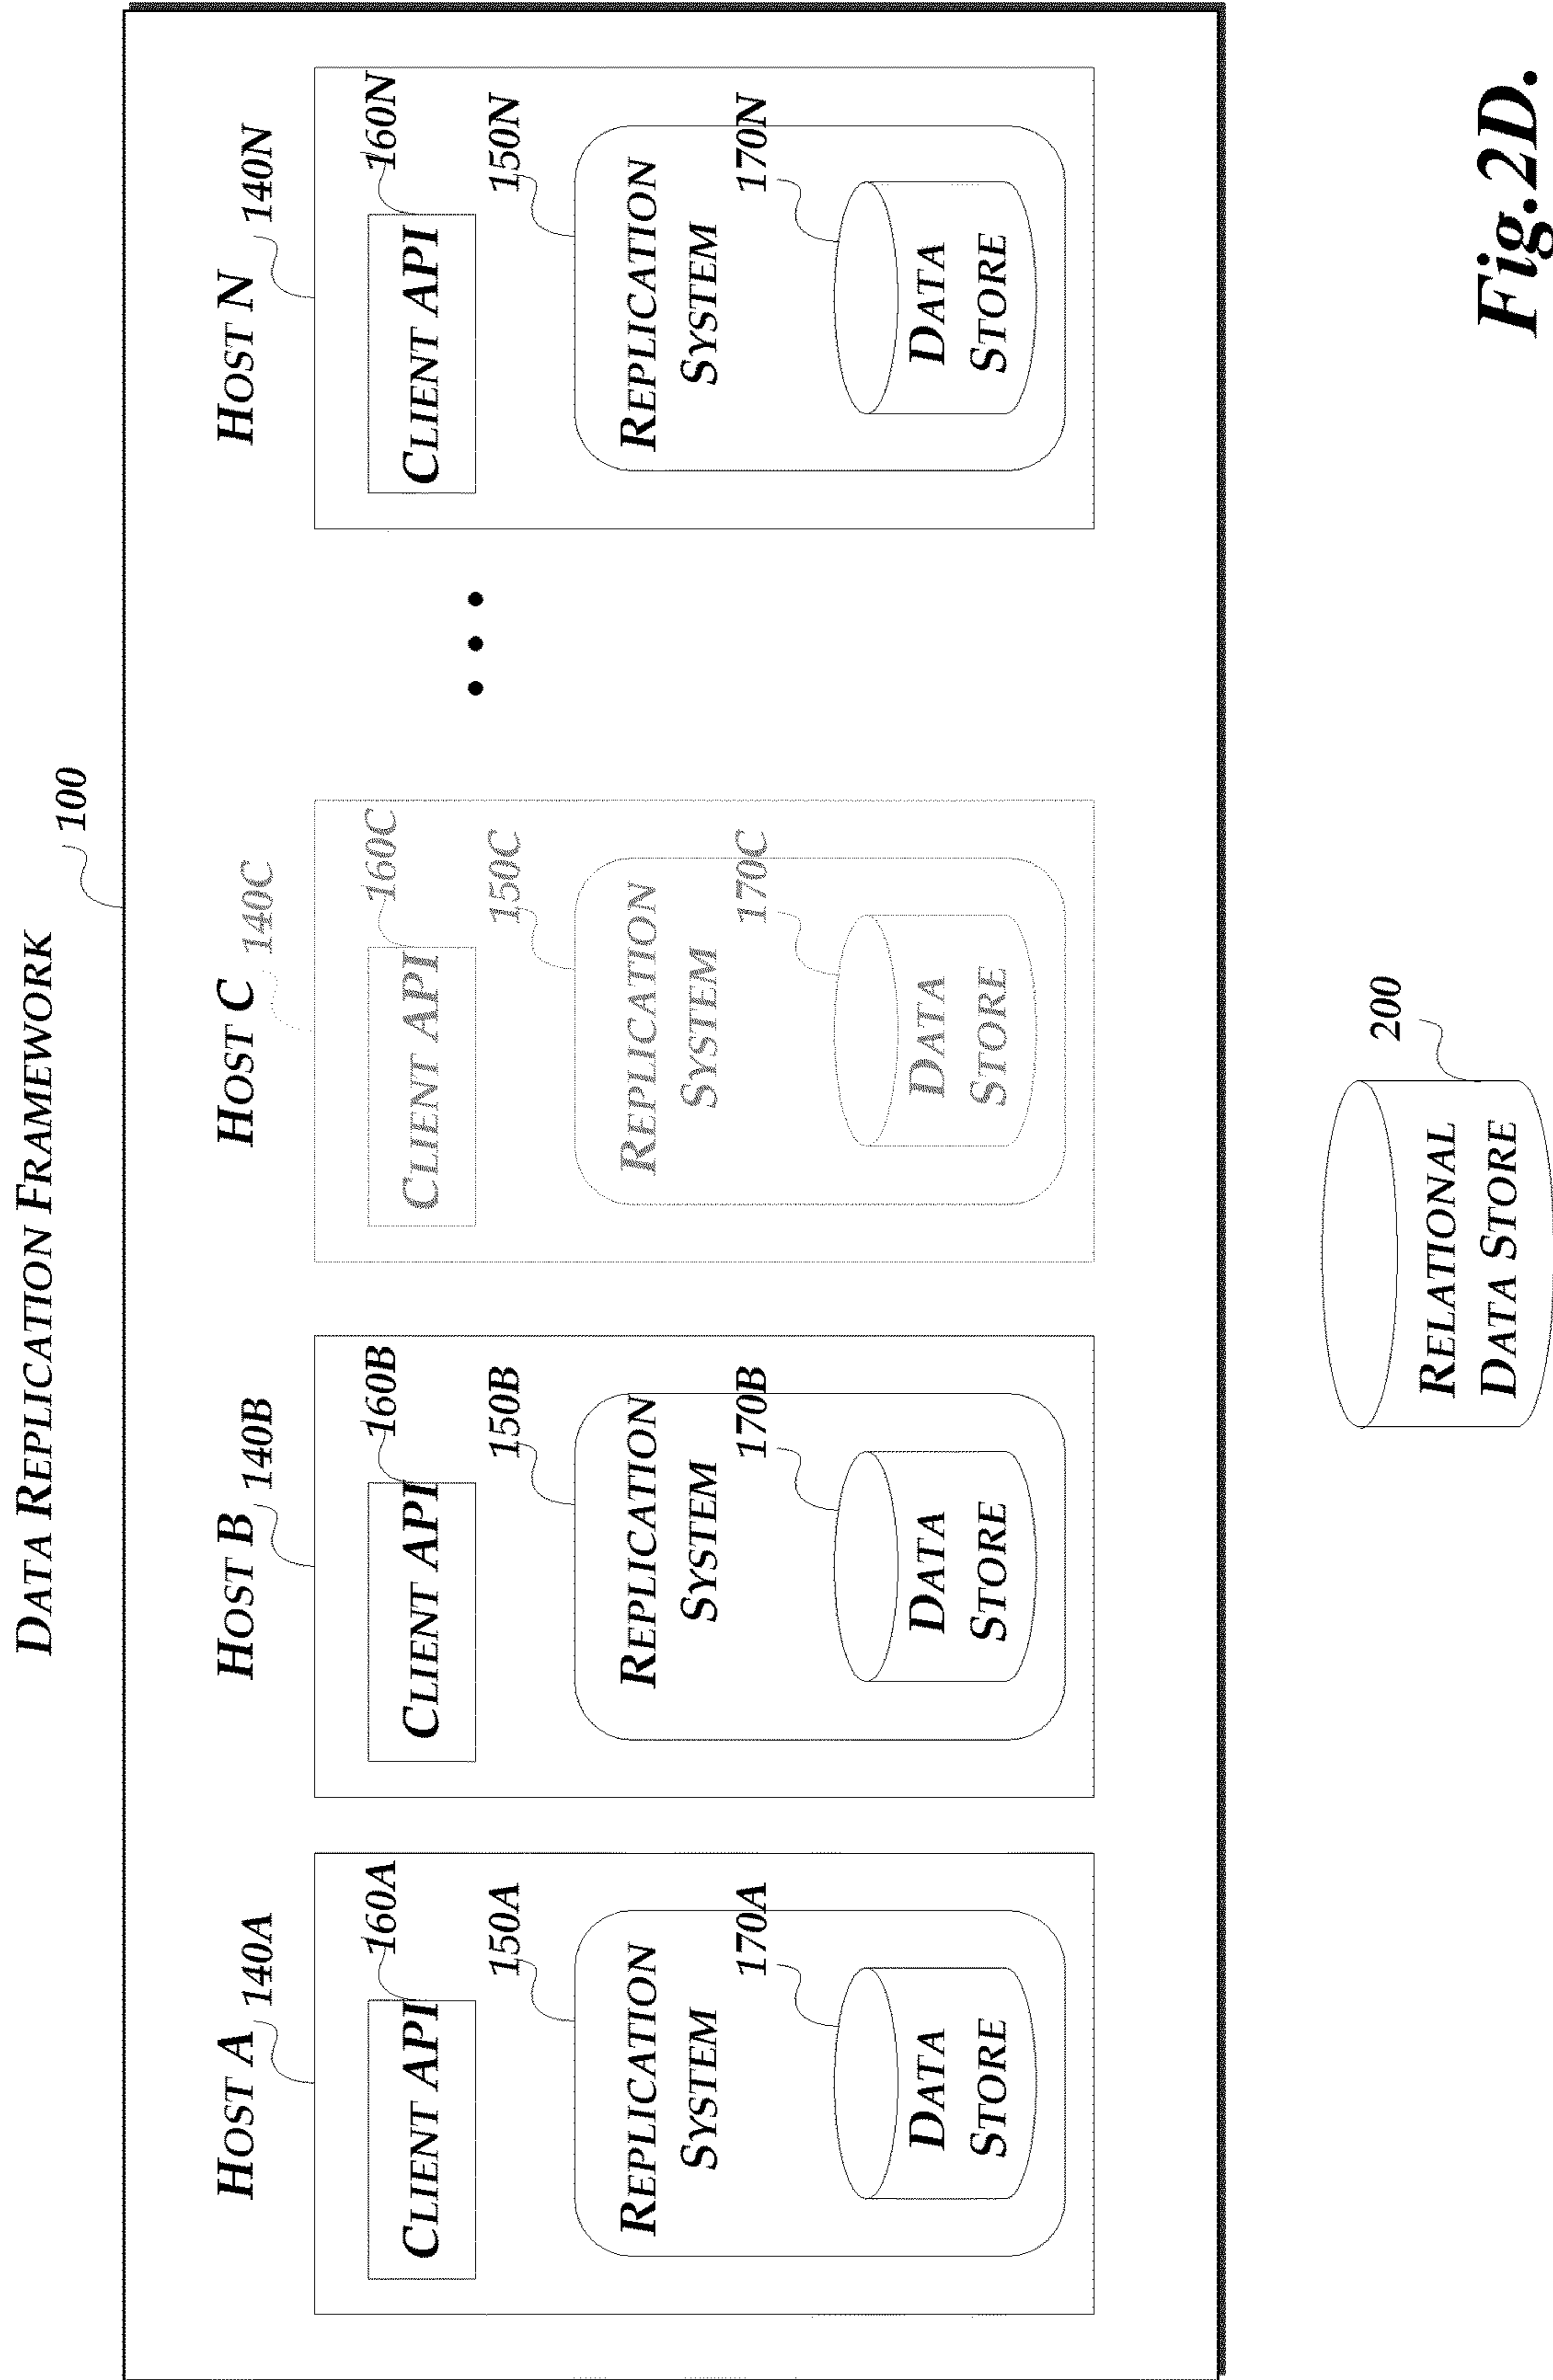 DATA REPLICATION FRAMEWORK
100
HOST A
140A
CLIENT API
160A
150A
REPLICATION
SYSTEM
170A
DATA
STORE
HOST B
140B
CLIENT API
160B
150B
REPLICATION
SYSTEM
170B
DATA
STORE
HOST C
140C
CLIENT API
160C
150C
REPLICATION
SYSTEM
170C
DATA
STORE
• • •
HOST N
140N
CLIENT API
160N
150N
REPLICATION
SYSTEM
170N
DATA
STORE
200
RELATIONAL
DATA STORE
Fig.2D.